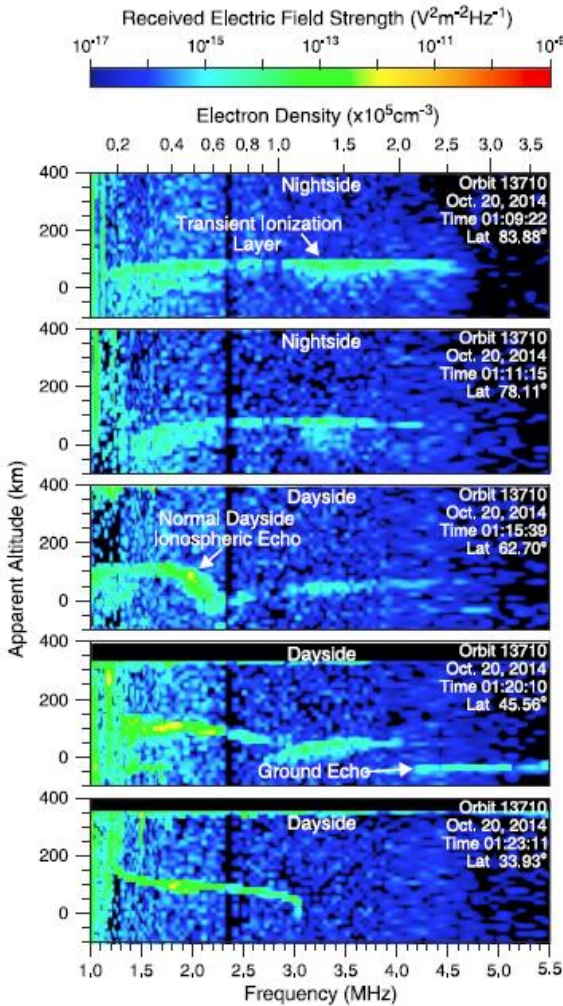 Received Electric Field Strength (V²m⁻²Hz⁻¹)
10⁻¹⁷ 10⁻¹⁵ 10⁻¹³ 10⁻¹¹ 10⁻⁹
Electron Density (x10⁵cm⁻³)
0.2 0.4 0.6 0.8 1.0 1.5 2.0 2.5 3.0 3.5
400
200
0
Nightside
Transient Ionization
Layer
Orbit 13710
Oct. 20, 2014
Time 01:09:22
Lat 83.88°
400
200
0
Nightside
Orbit 13710
Oct. 20, 2014
Time 01:11:15
Lat 78.11°
Apparent Altitude (km)
400
200
0
Dayside
Normal Dayside
Ionospheric Echo
Orbit 13710
Oct. 20, 2014
Time 01:15:39
Lat 62.70°
400
200
0
Dayside
Orbit 13710
Oct. 20, 2014
Time 01:20:10
Lat 45.56°
Ground Echo
400
200
0
Dayside
Orbit 13710
Oct. 20, 2014
Time 01:23:11
Lat 33.93°
1.0 1.5 2.0 2.5 3.0 3.5 4.0 4.5 5.0 5.5
Frequency (MHz)